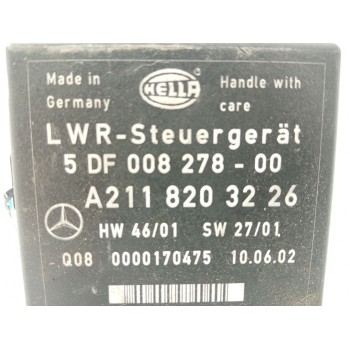 Made in Germany
HELLA
Handle with care
LWR-Steuergerät
5 DF 008 278 - 00
A211 820 32 26
HW 46/01 SW 27/01
Q08 0000170475 10.06.02